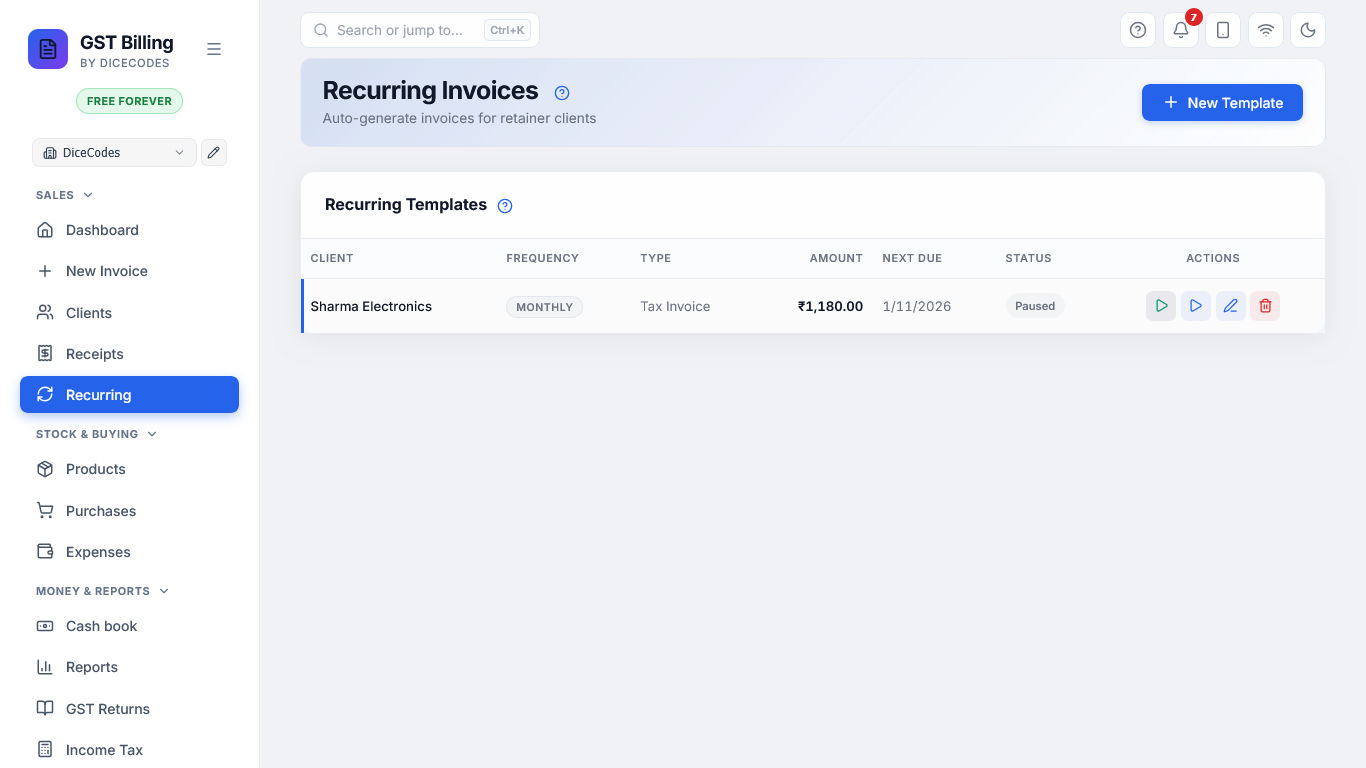 GST Billing
BY DICECODES
FREE FOREVER
DiceCodes
SALES
Dashboard
New Invoice
Clients
Receipts
Recurring
STOCK & BUYING
Products
Purchases
Expenses
MONEY & REPORTS
Cash book
Reports
GST Returns
Income Tax
Search or jump to...
Ctrl+K
7
Recurring Invoices
Auto-generate invoices for retainer clients
New Template
Recurring Templates
CLIENT FREQUENCY TYPE AMOUNT NEXT DUE STATUS ACTIONS
Sharma Electronics MONTHLY Tax Invoice ₹1,180.00 1/11/2026 Paused